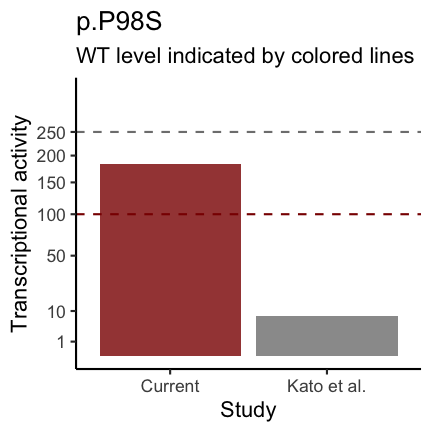 p.P98S
WT level indicated by colored lines
Transcriptional activity
250
200
150
100
50
10
1
Current
Kato et al.
Study